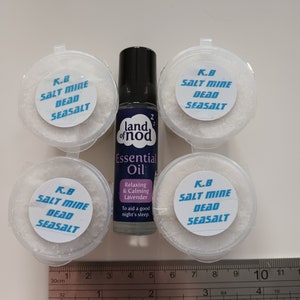 K.B
SALT MINE
DEAD
SEASALT
K.B
SALT MINE
DEAD
SEASALT
land of
nod
Essential
Oil
Relaxing
& Calming
Lavender
To aid a good
night's sleep.
K.B
SALT MINE
DEAD
SEASALT
K.B
SALT MINE
DEAD
SEASALT
1 2 3 4 5 6 7 8 9 10 11